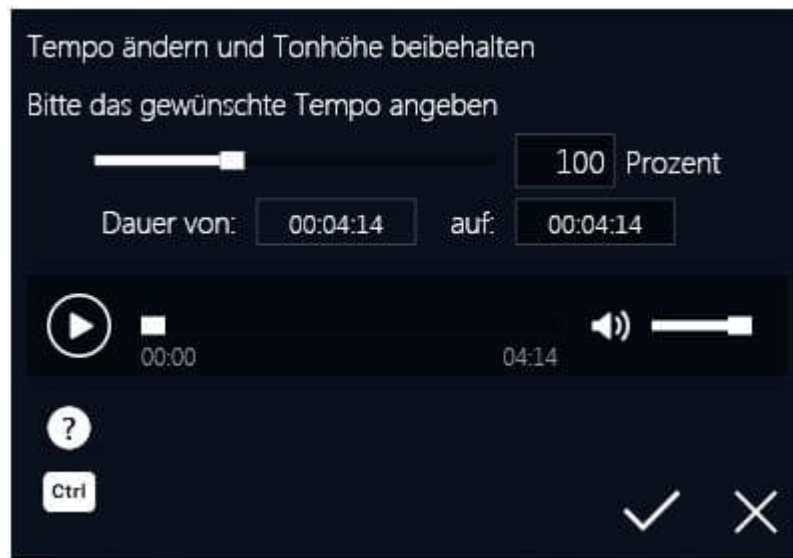 Tempo ändern und Tonhöhe beibehalten
Bitte das gewünschte Tempo angeben
100 Prozent
Dauer von: 00:04:14 auf: 00:04:14
00:00 04:14
?
Ctrl